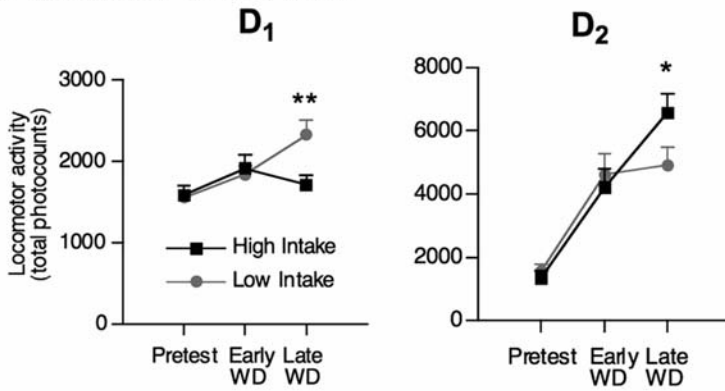 D1
D2
Locomotor activity
(total photocounts)
3000
2000
1000
0
**
High Intake
Low Intake
Pretest
Early
WD
Late
WD
8000
6000
4000
2000
0
*
Pretest
Early
WD
Late
WD